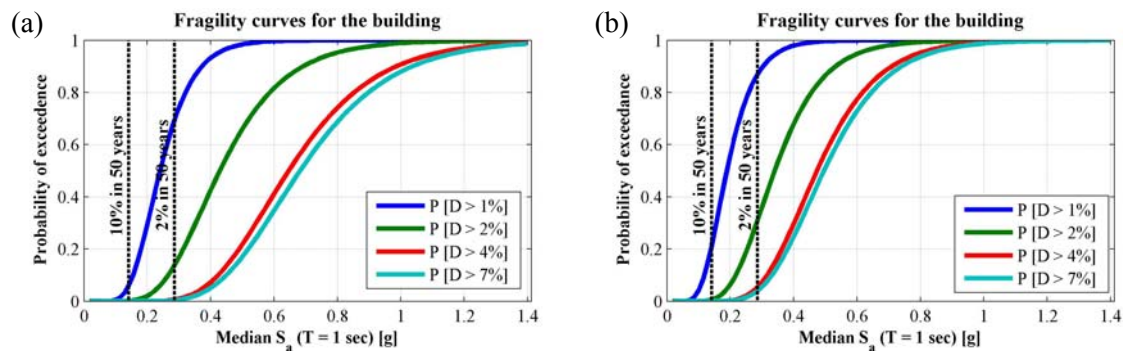 (a)
Fragility curves for the building
Probability of exceedance
1
0.8
0.6
0.4
0.2
0
10% in 50 years
2% in 50 years
P [D > 1%]
P [D > 2%]
P [D > 4%]
P [D > 7%]
0 0.2 0.4 0.6 0.8 1 1.2 1.4
Median Sa (T = 1 sec) [g]
(b)
Fragility curves for the building
Probability of exceedance
1
0.8
0.6
0.4
0.2
0
10% in 50 years
2% in 50 years
P [D > 1%]
P [D > 2%]
P [D > 4%]
P [D > 7%]
0 0.2 0.4 0.6 0.8 1 1.2 1.4
Median Sa (T = 1 sec) [g]